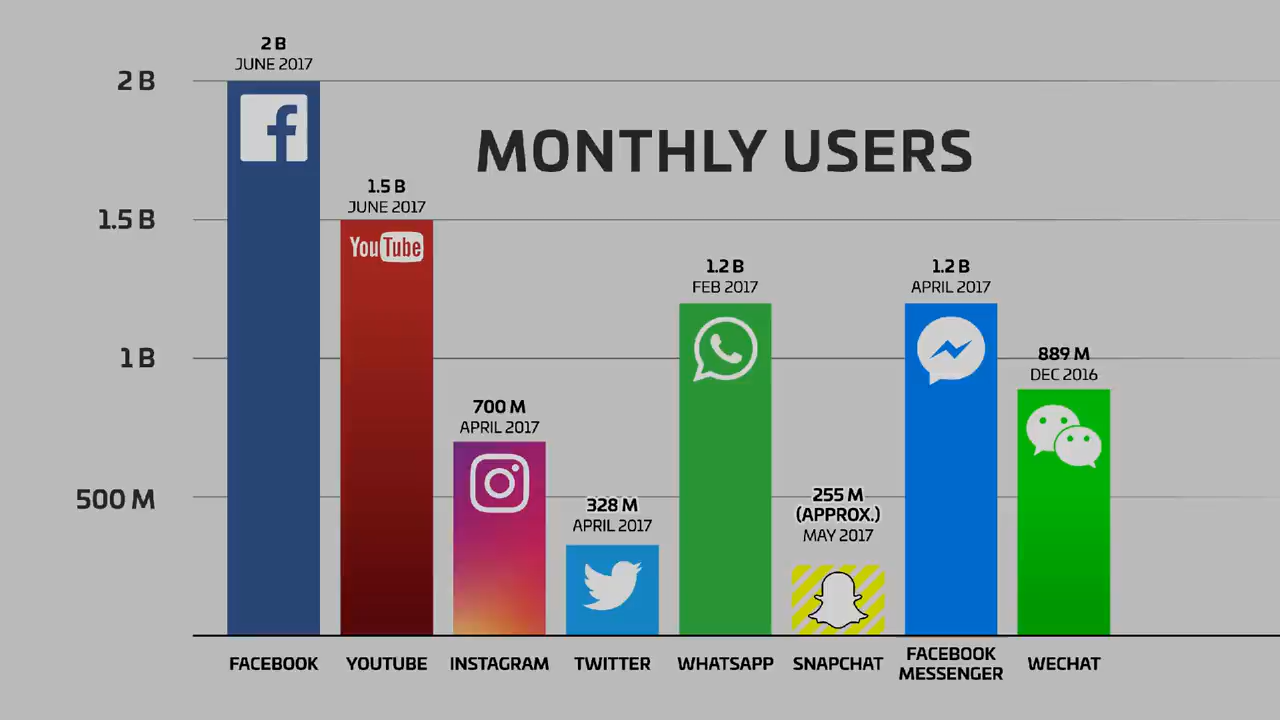 MONTHLY USERS
2 B
1.5 B
1 B
500 M
2 B
JUNE 2017
1.5 B
JUNE 2017
YouTube
700 M
APRIL 2017
328 M
APRIL 2017
1.2 B
FEB 2017
255 M
(APPROX.)
MAY 2017
1.2 B
APRIL 2017
889 M
DEC 2016
FACEBOOK
YOUTUBE
INSTAGRAM
TWITTER
WHATSAPP
SNAPCHAT
FACEBOOK
MESSENGER
WECHAT